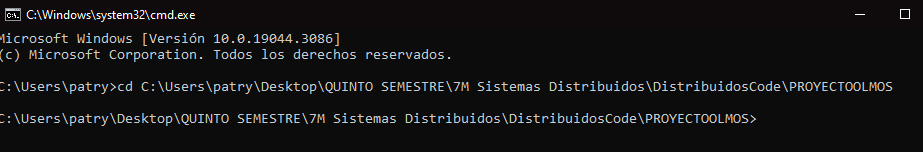 C:\Windows\system32\cmd.exe
Microsoft Windows [Versión 10.0.19044.3086]
(c) Microsoft Corporation. Todos los derechos reservados.
C:\Users\patry>cd C:\Users\patry\Desktop\QUINTO SEMESTRE\7M Sistemas Distribuidos\DistribuidosCode\PROYECTOOLMOS
C:\Users\patry\Desktop\QUINTO SEMESTRE\7M Sistemas Distribuidos\DistribuidosCode\PROYECTOOLMOS>